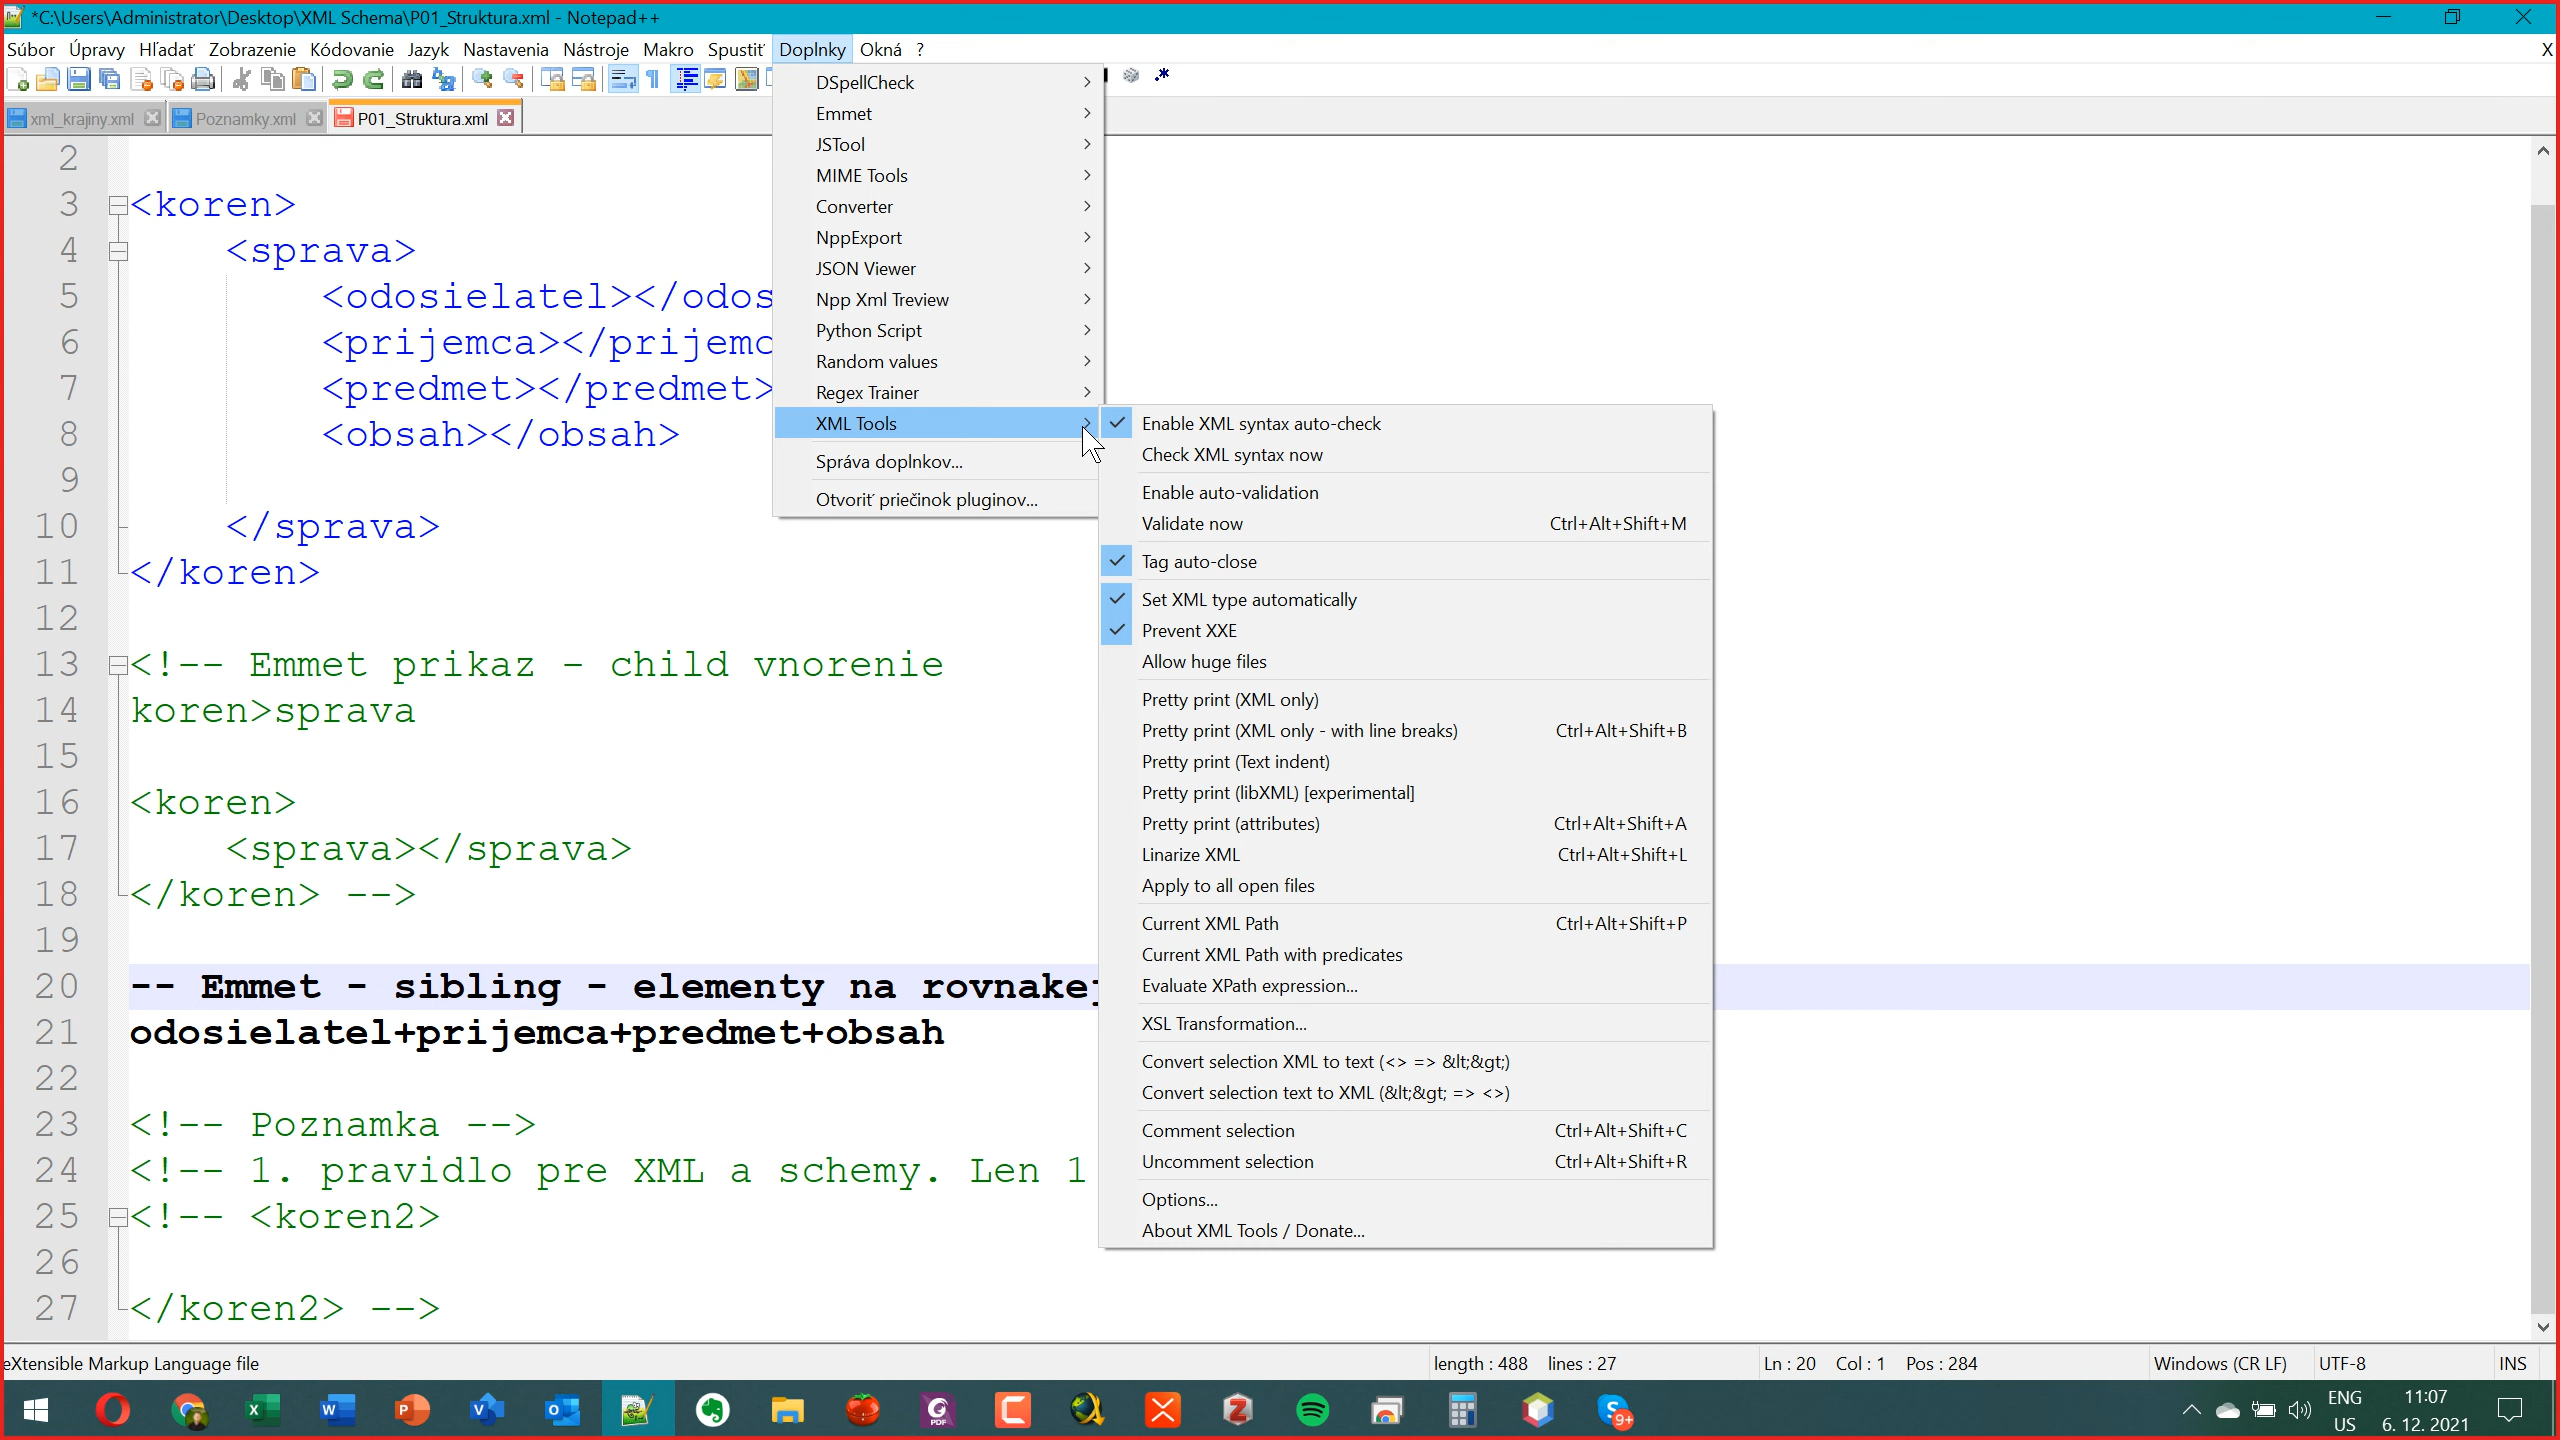 *C:\Users\Administrator\Desktop\XML Schema\P01_Struktura.xml - Notepad++
Súbor Úpravy Hľadať Zobrazenie Kódovanie Jazyk Nastavenia Nástroje Makro Spustiť Doplnky Okná ? X
xml_krajiny.xml Poznamky.xml P01_Struktura.xml
DSpellCheck
Emmet
JSTool
MIME Tools
Converter
NppExport
JSON Viewer
Npp Xml Treview
Python Script
Random values
Regex Trainer
XML Tools
Správa doplnkov...
Otvoriť priečinok pluginov...
Enable XML syntax auto-check
Check XML syntax now
Enable auto-validation
Validate now Ctrl+Alt+Shift+M
Tag auto-close
Set XML type automatically
Prevent XXE
Allow huge files
Pretty print (XML only)
Pretty print (XML only - with line breaks) Ctrl+Alt+Shift+B
Pretty print (Text indent)
Pretty print (libXML) [experimental]
Pretty print (attributes) Ctrl+Alt+Shift+A
Linarize XML Ctrl+Alt+Shift+L
Apply to all open files
Current XML Path Ctrl+Alt+Shift+P
Current XML Path with predicates
Evaluate XPath expression...
XSL Transformation...
Convert selection XML to text (<> => &lt;&gt;)
Convert selection text to XML (&lt;&gt; => <>)
Comment selection Ctrl+Alt+Shift+C
Uncomment selection Ctrl+Alt+Shift+R
Options...
About XML Tools / Donate...
2
3 <koren>
4 <sprava>
5 <odosielatel></odos
6 <prijemca></prijemc
7 <predmet></predmet>
8 <obsah></obsah>
9
10 </sprava>
11 </koren>
12
13 <!-- Emmet prikaz - child vnorenie
14 koren>sprava
15
16 <koren>
17 <sprava></sprava>
18 </koren> -->
19
20 -- Emmet - sibling - elementy na rovnakej
21 odosielatel+prijemca+predmet+obsah
22
23 <!-- Poznamka -->
24 <!-- 1. pravidlo pre XML a schemy. Len 1
25 <!-- <koren2>
26
27 </koren2> -->
eXtensible Markup Language file length : 488 lines : 27 Ln : 20 Col : 1 Pos : 284 Windows (CR LF) UTF-8 INS
ENG 11:07
US 6. 12. 2021
9+
PDF